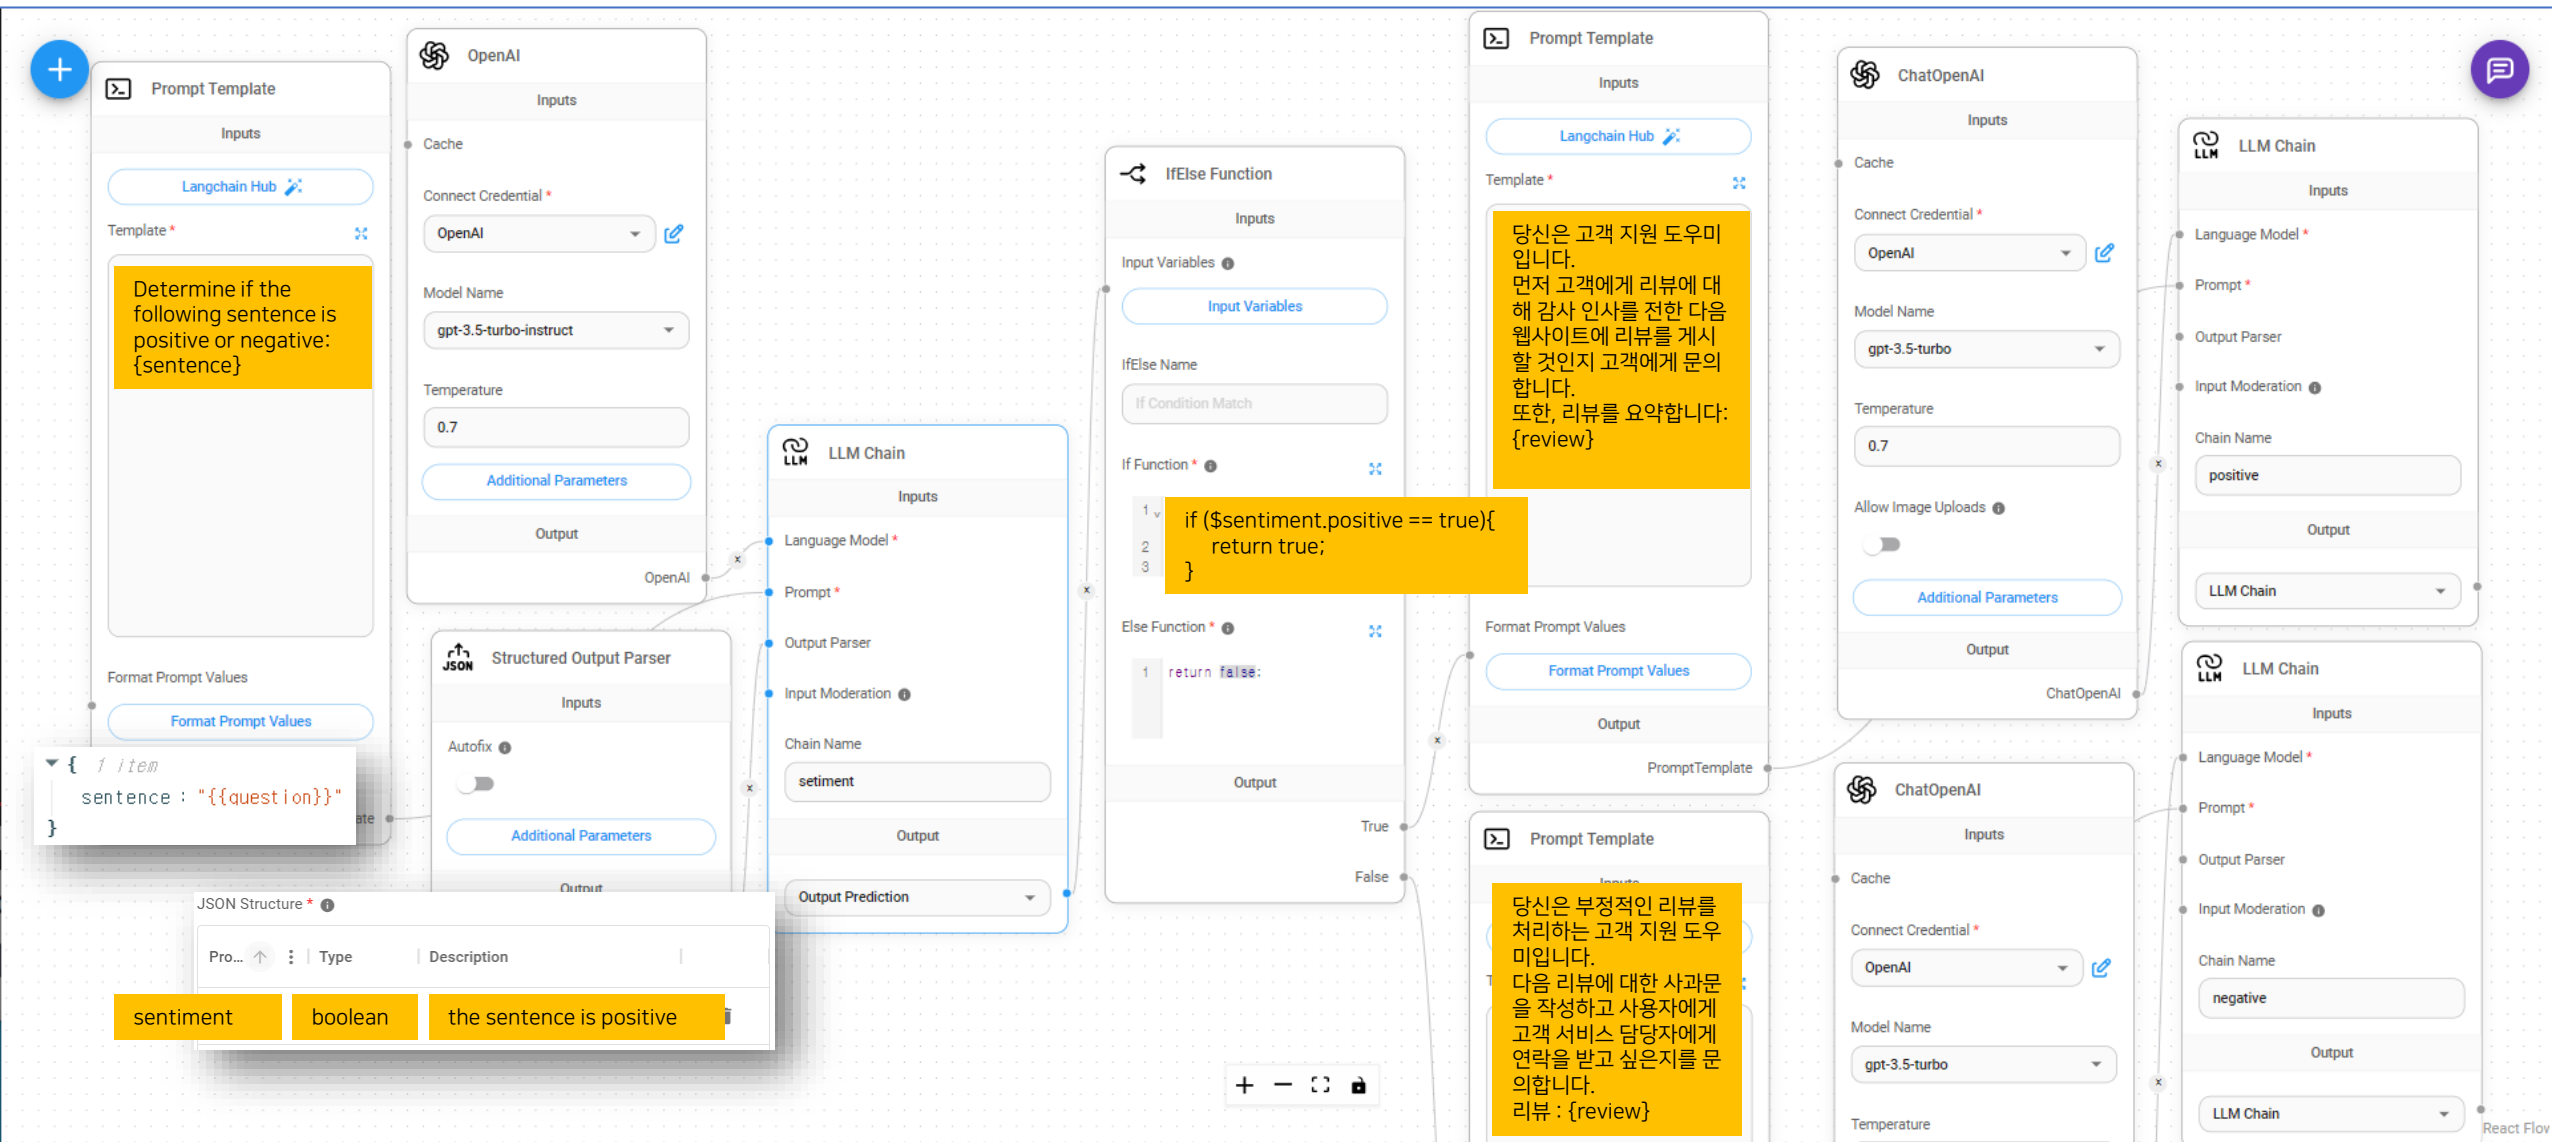 Prompt Template
Inputs
Langchain Hub
Template *
Determine if the
following sentence is
positive or negative:
{sentence}
Format Prompt Values
Format Prompt Values
{ 1 item
sentence : "{{question}}"
}
OpenAI
Inputs
Cache
Connect Credential *
OpenAI
Model Name
gpt-3.5-turbo-instruct
Temperature
0.7
Additional Parameters
Output
OpenAI
JSON
Structured Output Parser
Inputs
Autofix
Additional Parameters
Output
JSON Structure *
Pro...
Type
Description
sentiment
boolean
the sentence is positive
LLM
LLM Chain
Inputs
Language Model *
Prompt *
Output Parser
Input Moderation
Chain Name
setiment
Output
Output Prediction
IfElse Function
Inputs
Input Variables
Input Variables
IfElse Name
If Condition Match
If Function *
1
2
3
if ($sentiment.positive == true){
return true;
}
Else Function *
1 return false;
Output
True
False
Prompt Template
Inputs
Langchain Hub
Template *
당신은 고객 지원 도우미
입니다.
먼저 고객에게 리뷰에 대
해 감사 인사를 전한 다음
웹사이트에 리뷰를 게시
할 것인지 고객에게 문의
합니다.
또한, 리뷰를 요약합니다:
{review}
Format Prompt Values
Format Prompt Values
Output
PromptTemplate
Prompt Template
당신은 부정적인 리뷰를
처리하는 고객 지원 도우
미입니다.
다음 리뷰에 대한 사과문
을 작성하고 사용자에게
고객 서비스 담당자에게
연락을 받고 싶은지를 문
의합니다.
리뷰 : {review}
ChatOpenAI
Inputs
Cache
Connect Credential *
OpenAI
Model Name
gpt-3.5-turbo
Temperature
0.7
Allow Image Uploads
Additional Parameters
Output
ChatOpenAI
ChatOpenAI
Inputs
Cache
Connect Credential *
OpenAI
Model Name
gpt-3.5-turbo
Temperature
LLM
LLM Chain
Inputs
Language Model *
Prompt *
Output Parser
Input Moderation
Chain Name
positive
Output
LLM Chain
LLM
LLM Chain
Inputs
Language Model *
Prompt *
Output Parser
Input Moderation
Chain Name
negative
Output
LLM Chain
React Flow